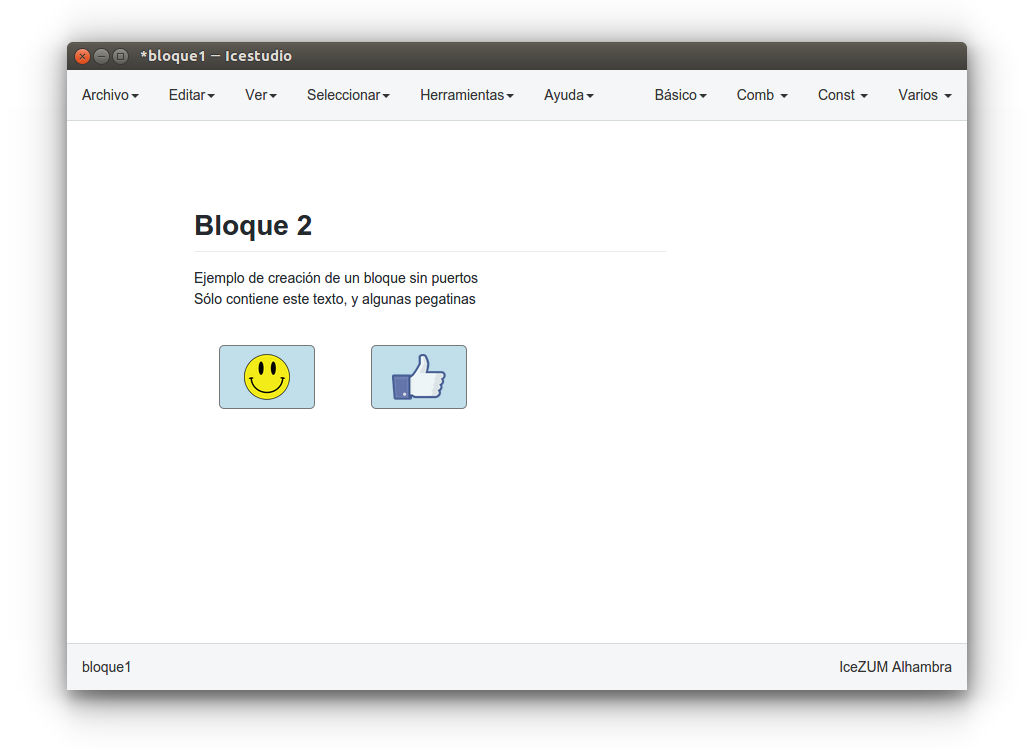 *bloque1 – Icestudio
Archivo Editar Ver Seleccionar Herramientas Ayuda Básico Comb Const Varios
Bloque 2
Ejemplo de creación de un bloque sin puertos
Sólo contiene este texto, y algunas pegatinas
bloque1 IceZUM Alhambra